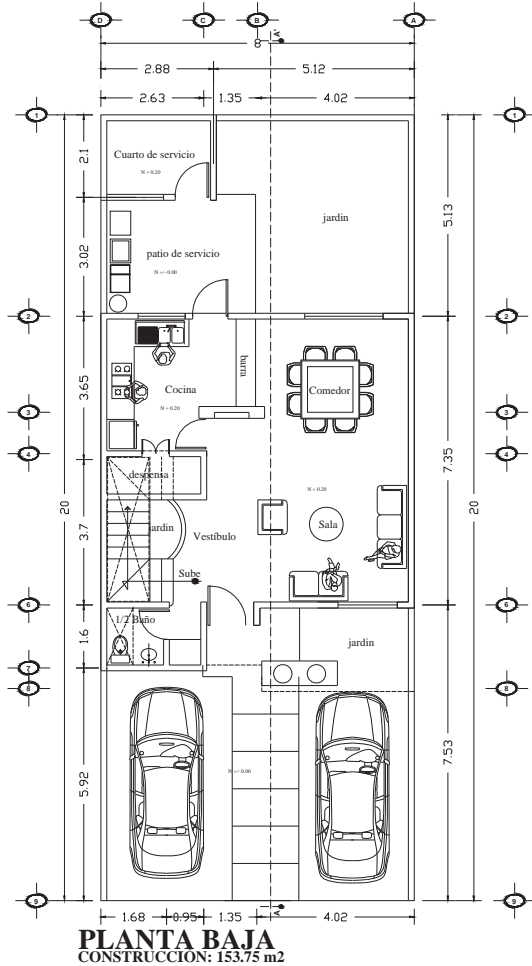 D C B A
A'
8
2.88 5.12
2.63 1.35 4.02
1 1
2.1
Cuarto de servicio
N + 0.20
jardin
5.13
3.02
patio de servicio
N +/- 0.00
2 2
barra
Cocina
Comedor
3.65
N + 0.20
3 3
4 4
7.35
despensa
N + 0.20
20 20
3.7
ardin
Vestíbulo
Sala
Sube
6 6
1/2 Baño
1.6
jardin
7
8 8
7.53
5.92
N +/- 0.00
9 9
A'
1.68 0.95 1.35 4.02
PLANTA BAJA
CONSTRUCCIÓN: 153.75 m2